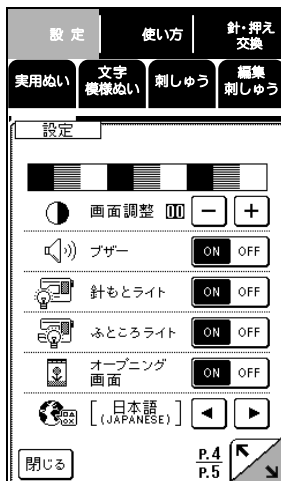 設定
使い方
針・押え
交換
実用ぬい
文字
模様ぬい
刺しゅう
編集
刺しゅう
設定
画面調整 00 − +
ブザー ON OFF
針もとライト ON OFF
ふところライト ON OFF
オープニング
画面 ON OFF
[ 日本語
(JAPANESE) ]
閉じる
P.4
P.5